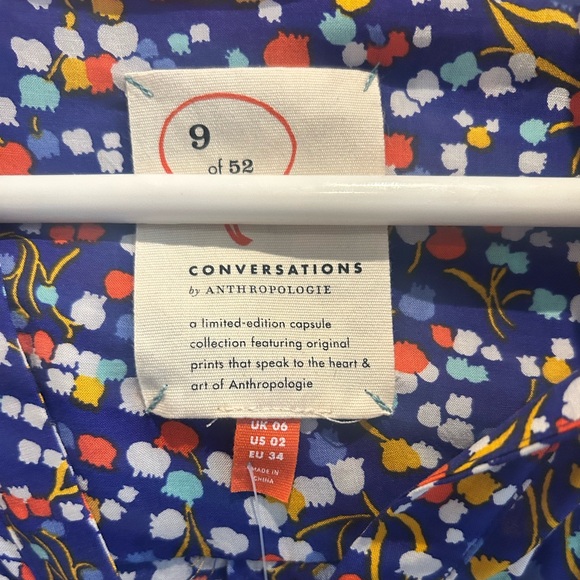 9
of 52
CONVERSATIONS
by ANTHROPOLOGIE
a limited-edition capsule
collection featuring original
prints that speak to the heart &
art of Anthropologie
UK 06
US 02
EU 34
MADE IN
CHINA